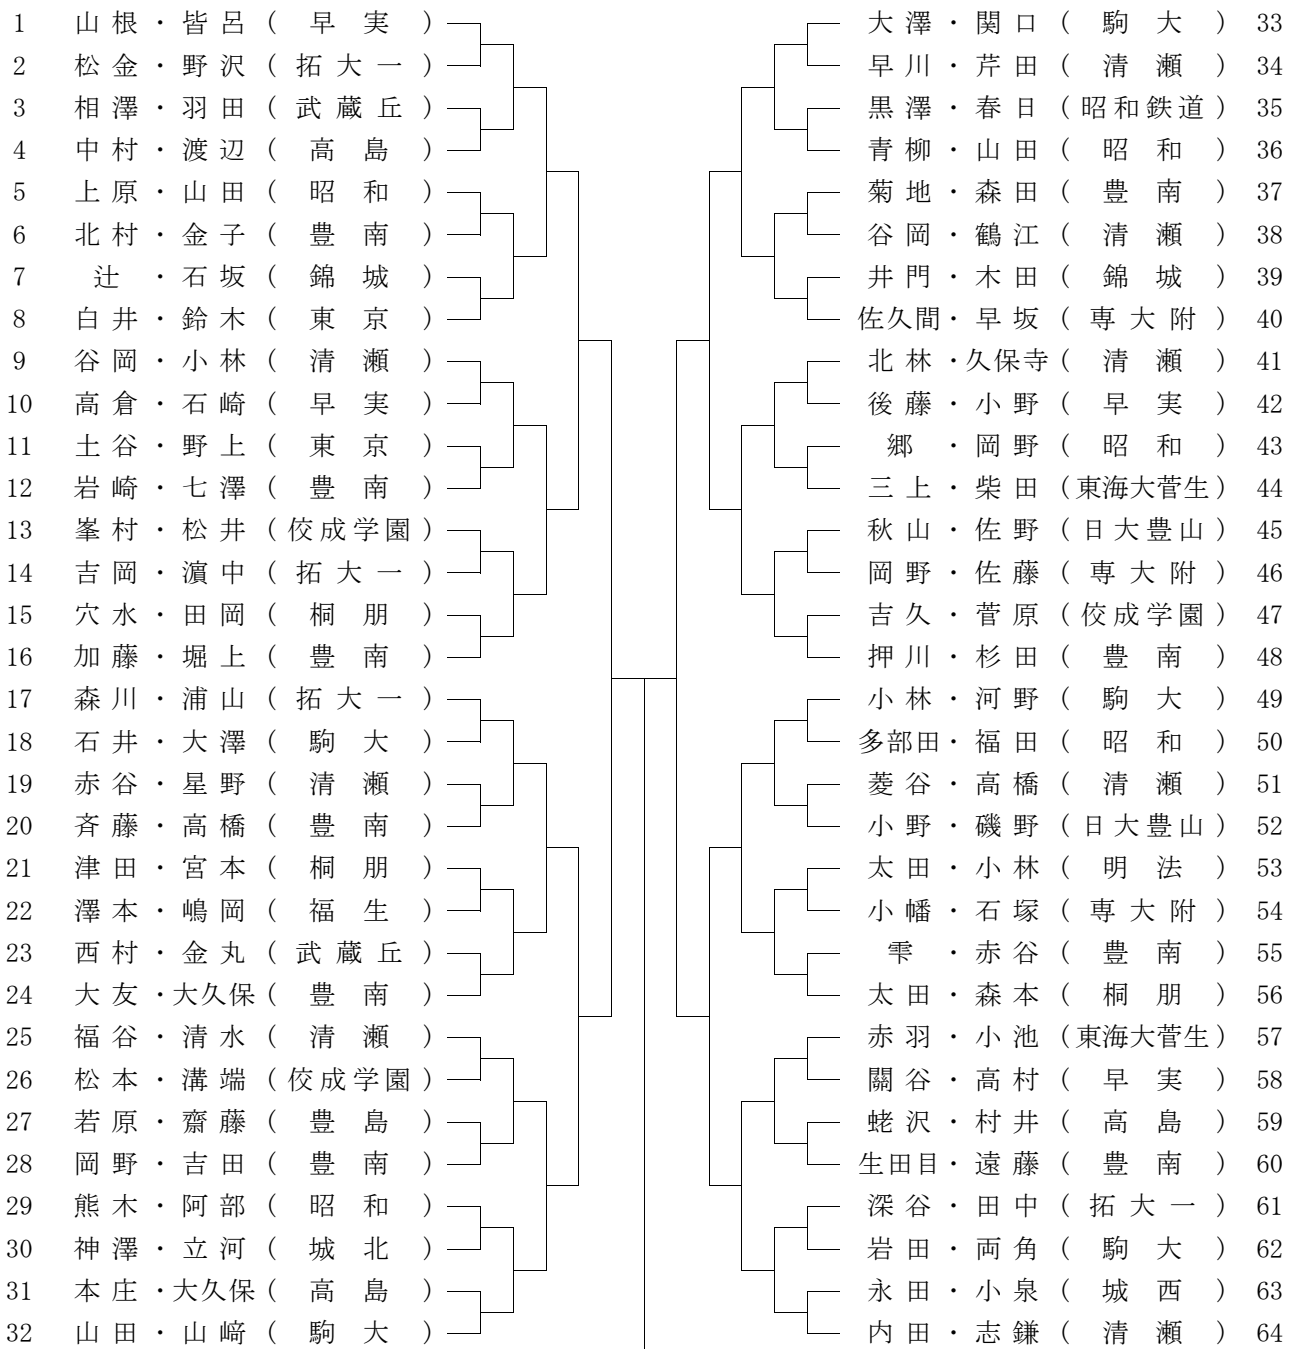 1 山根・皆呂(早実)
2 松金・野沢(拓大一)
3 相澤・羽田(武蔵丘)
4 中村・渡辺(高島)
5 上原・山田(昭和)
6 北村・金子(豊南)
7 辻・石坂(錦城)
8 白井・鈴木(東京)
9 谷岡・小林(清瀬)
10 高倉・石崎(早実)
11 土谷・野上(東京)
12 岩崎・七澤(豊南)
13 峯村・松井(佼成学園)
14 吉岡・濵中(拓大一)
15 穴水・田岡(桐朋)
16 加藤・堀上(豊南)
17 森川・浦山(拓大一)
18 石井・大澤(駒大)
19 赤谷・星野(清瀬)
20 斉藤・高橋(豊南)
21 津田・宮本(桐朋)
22 澤本・嶋岡(福生)
23 西村・金丸(武蔵丘)
24 大友・大久保(豊南)
25 福谷・清水(清瀬)
26 松本・溝端(佼成学園)
27 若原・齋藤(豊島)
28 岡野・吉田(豊南)
29 熊木・阿部(昭和)
30 神澤・立河(城北)
31 本庄・大久保(高島)
32 山田・山﨑(駒大)
大澤・関口(駒大) 33
早川・芹田(清瀬) 34
黒澤・春日(昭和鉄道) 35
青柳・山田(昭和) 36
菊地・森田(豊南) 37
谷岡・鶴江(清瀬) 38
井門・木田(錦城) 39
佐久間・早坂(専大附) 40
北林・久保寺(清瀬) 41
後藤・小野(早実) 42
郷・岡野(昭和) 43
三上・柴田(東海大菅生) 44
秋山・佐野(日大豊山) 45
岡野・佐藤(専大附) 46
吉久・菅原(佼成学園) 47
押川・杉田(豊南) 48
小林・河野(駒大) 49
多部田・福田(昭和) 50
菱谷・高橋(清瀬) 51
小野・磯野(日大豊山) 52
太田・小林(明法) 53
小幡・石塚(専大附) 54
雫・赤谷(豊南) 55
太田・森本(桐朋) 56
赤羽・小池(東海大菅生) 57
關谷・高村(早実) 58
蛯沢・村井(高島) 59
生田目・遠藤(豊南) 60
深谷・田中(拓大一) 61
岩田・両角(駒大) 62
永田・小泉(城西) 63
内田・志鎌(清瀬) 64